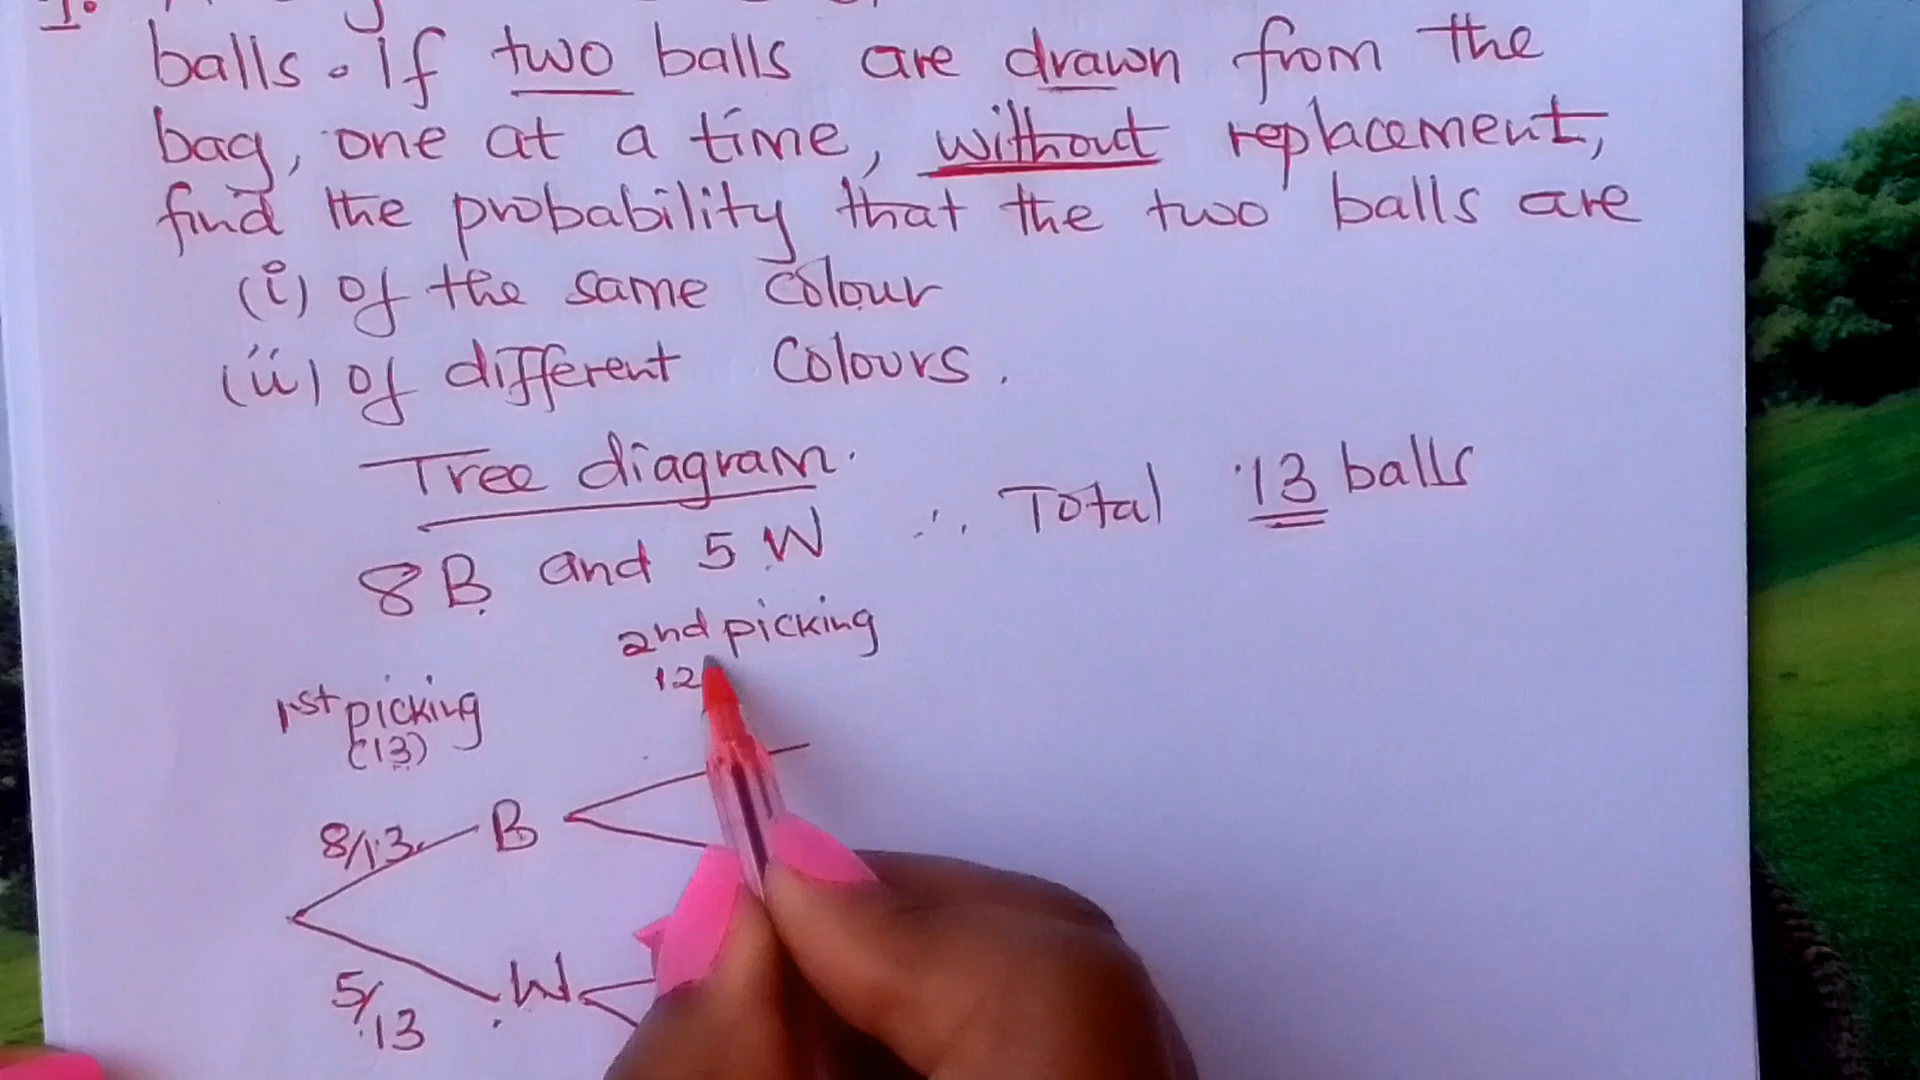 1.
balls. If two balls are drawn from the
bag, one at a time, without replacement,
find the probability that the two balls are
(i) of the same colour
(ii) of different colours.
Tree diagram.
8 B and 5 W ∴ Total 13 balls
2nd picking
12
1st picking
(13)
8/13 B
W
5/13